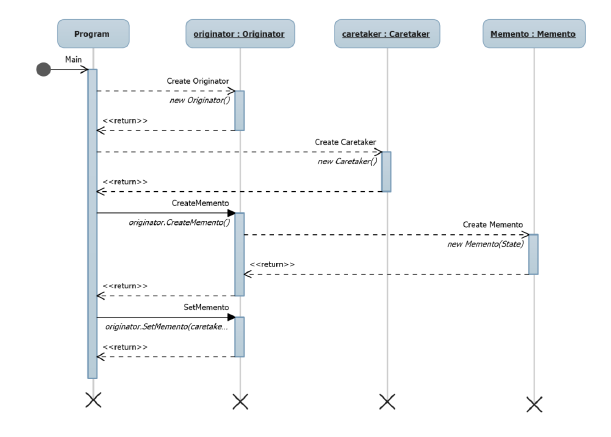 Program
originator : Originator
caretaker : Caretaker
Memento : Memento
Main
Create Originator
new Originator()
<<return>>
Create Caretaker
new Caretaker()
<<return>>
CreateMemento
originator.CreateMemento()
Create Memento
new Memento(State)
<<return>>
<<return>>
SetMemento
originator.SetMemento(caretake...
<<return>>